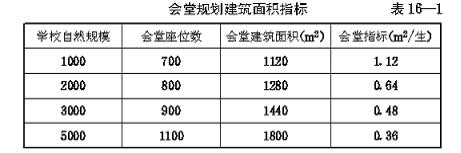 会堂规划建筑面积指标 表16—1
学校自然规模 会堂座位数 会堂建筑面积(m²) 会堂指标(m²/生)
1000 700 1120 1.12
2000 800 1280 0.64
3000 900 1440 0.48
5000 1100 1800 0.36